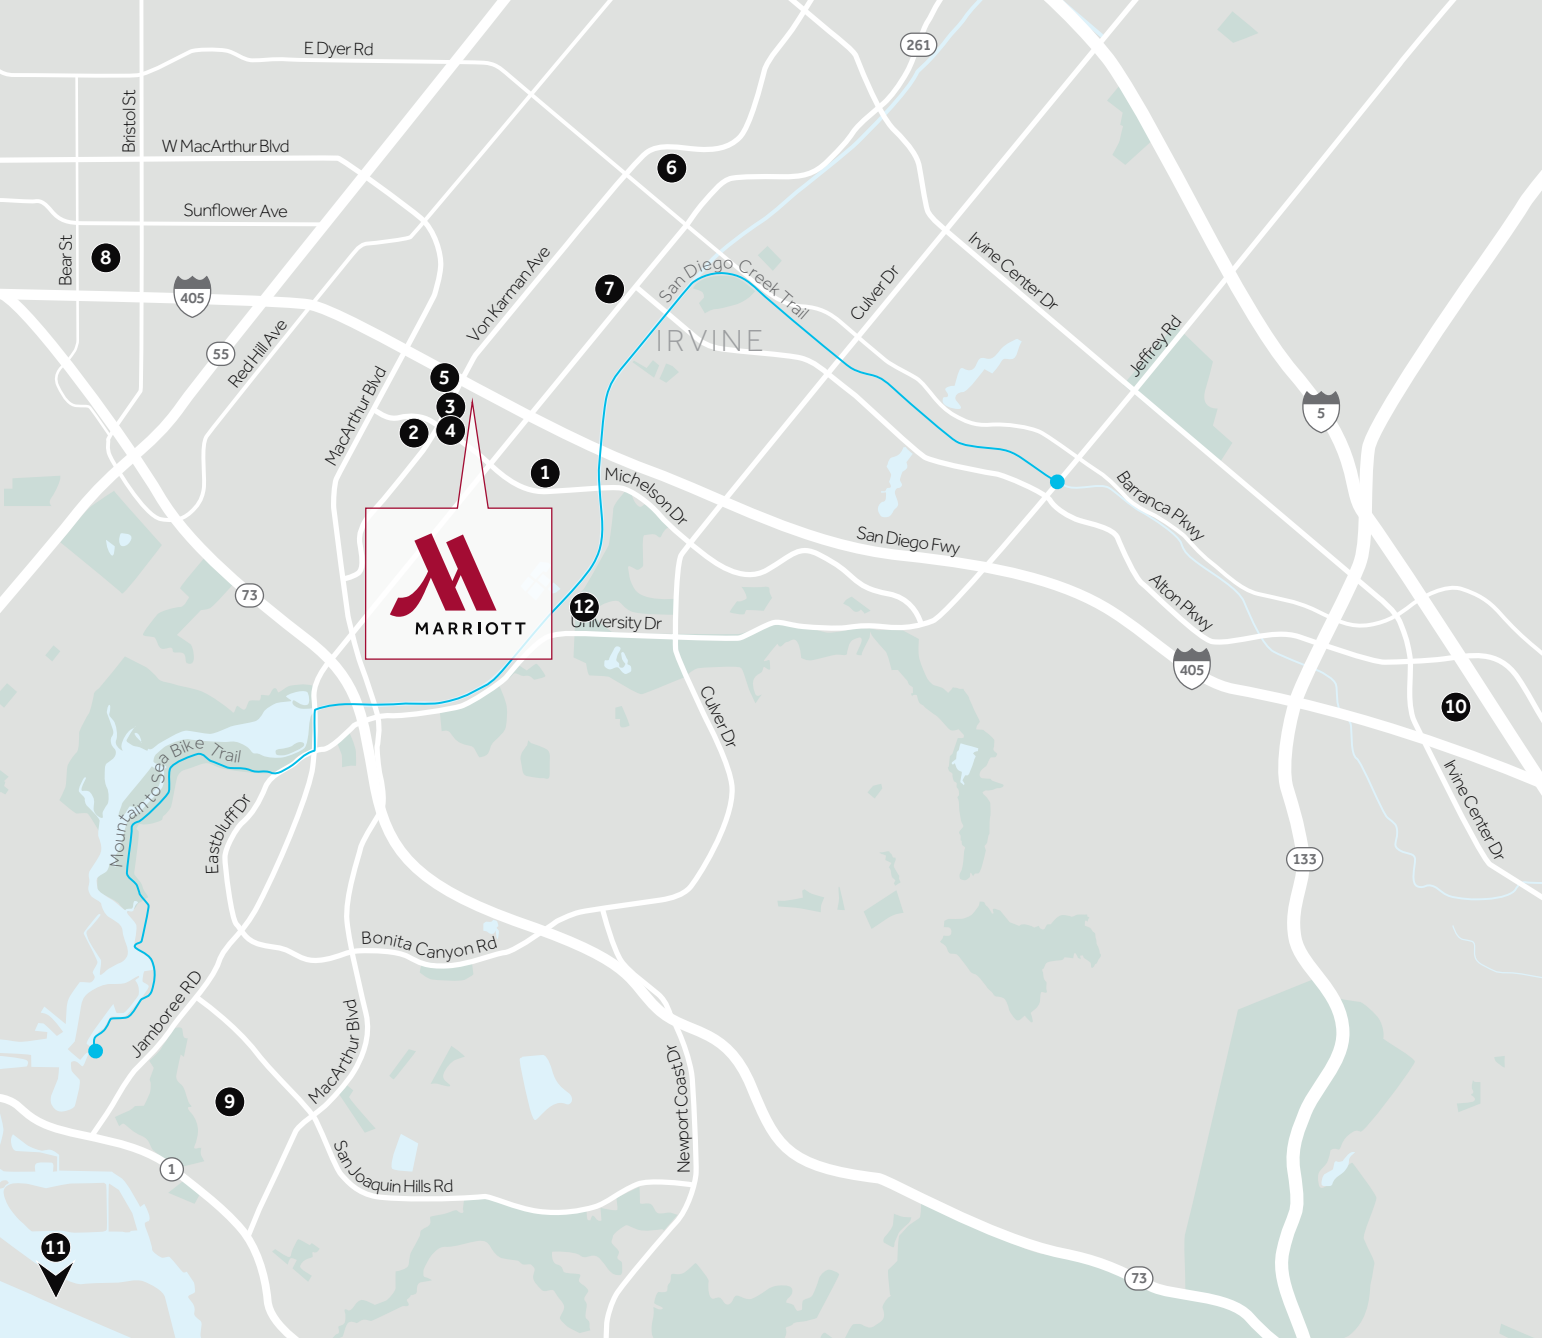 261
E Dyer Rd
Bristol St
W MacArthur Blvd
6
Sunflower Ave
Bear St
8
Irvine Center Dr
405
Von Karman Ave
7
San Diego Creek Trail
Culver Dr
IRVINE
55
Red Hill Ave
Jeffrey Rd
5
MacArthur Blvd
5
3
2
4
1
Michelson Dr
Barranca Pkwy
San Diego Fwy
73
Alton Pkwy
12
University Dr
MARRIOTT
405
Culver Dr
10
Mountain to Sea Bike Trail
Irvine Center Dr
Eastbluff Dr
133
Bonita Canyon Rd
Jamboree RD
MacArthur Blvd
Newport Coast Dr
9
1
San Joaquin Hills Rd
11
73